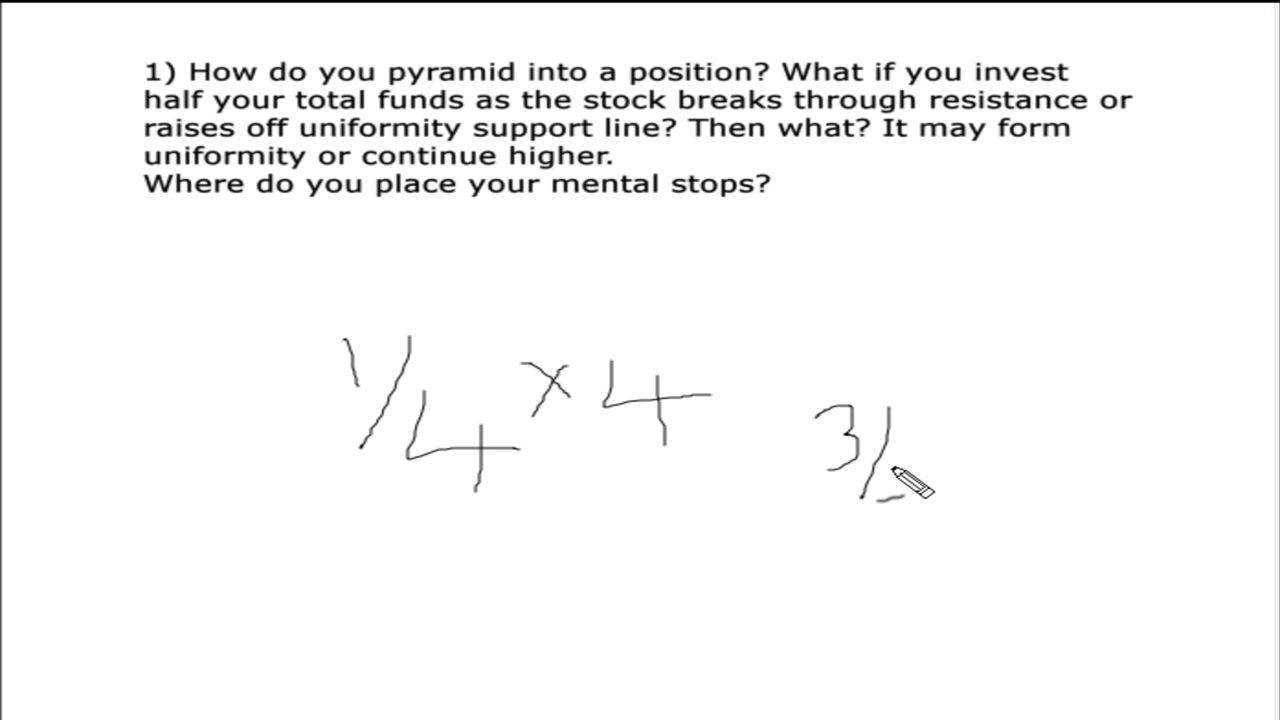 1) How do you pyramid into a position? What if you invest
half your total funds as the stock breaks through resistance or
raises off uniformity support line? Then what? It may form
uniformity or continue higher.
Where do you place your mental stops?
1/4 x 4
3/